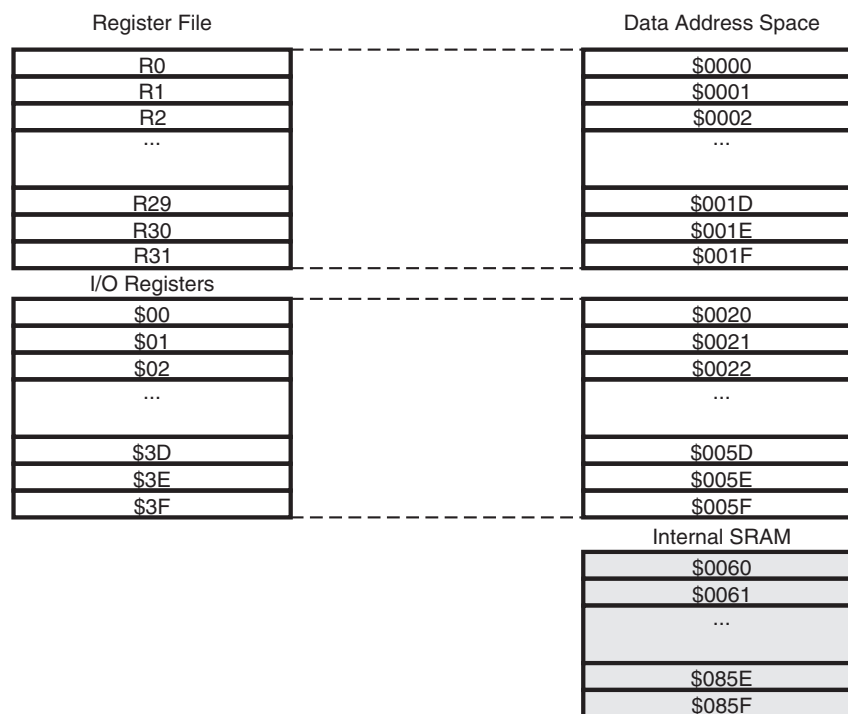 Register File Data Address Space
R0 $0000
R1 $0001
R2 $0002
... ...
R29 $001D
R30 $001E
R31 $001F
I/O Registers
$00 $0020
$01 $0021
$02 $0022
... ...
$3D $005D
$3E $005E
$3F $005F
Internal SRAM
$0060
$0061
...
$085E
$085F